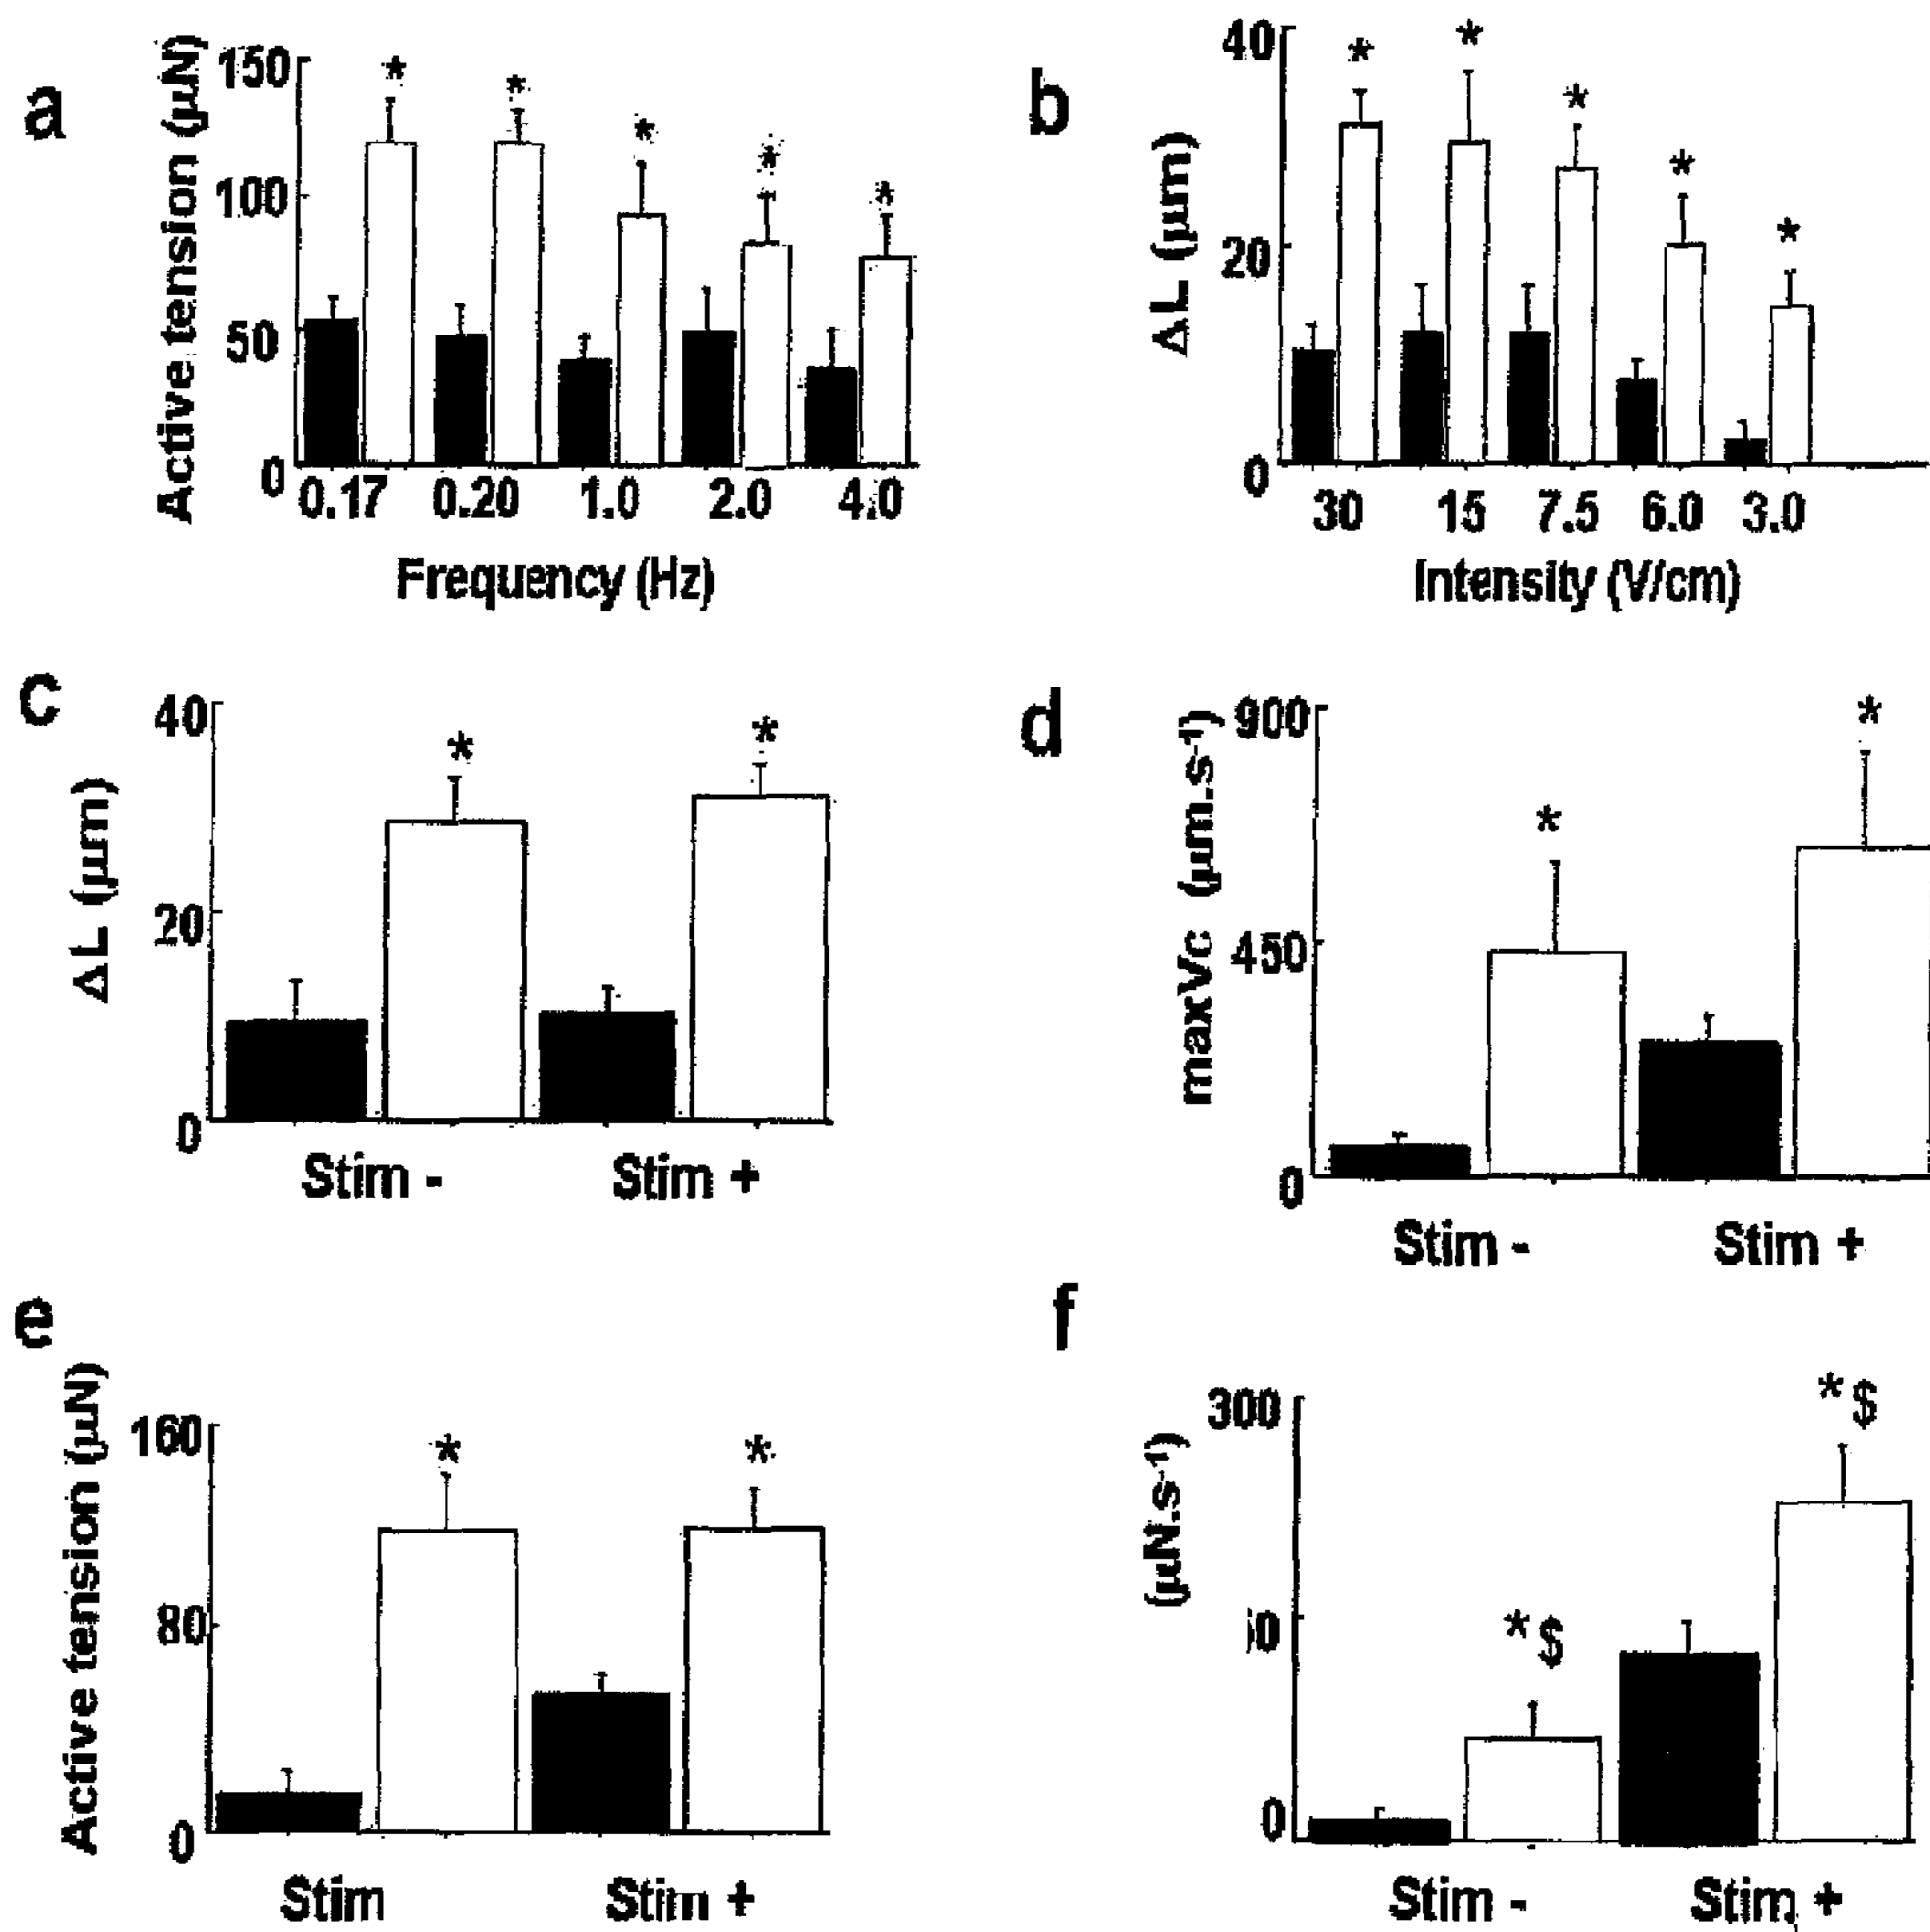 a
Active tension (µN)
150
*
*
*
*
*
100
50
0
0.17 0.20 1.0 2.0 4.0
Frequency (Hz)
b
ΔL (µm)
40
*
*
*
*
*
20
0
30 15 7.5 6.0 3.0
Intensity (V/cm)
c
ΔL (µm)
40
*
*
20
0
Stim - Stim +
d
maxVc (µm.s-1)
900
*
*
450
0
Stim - Stim +
e
Active tension (µN)
160
*
*
80
0
Stim Stim +
f
(µN.s-1)
300
*$
*$
0
0
Stim - Stim +